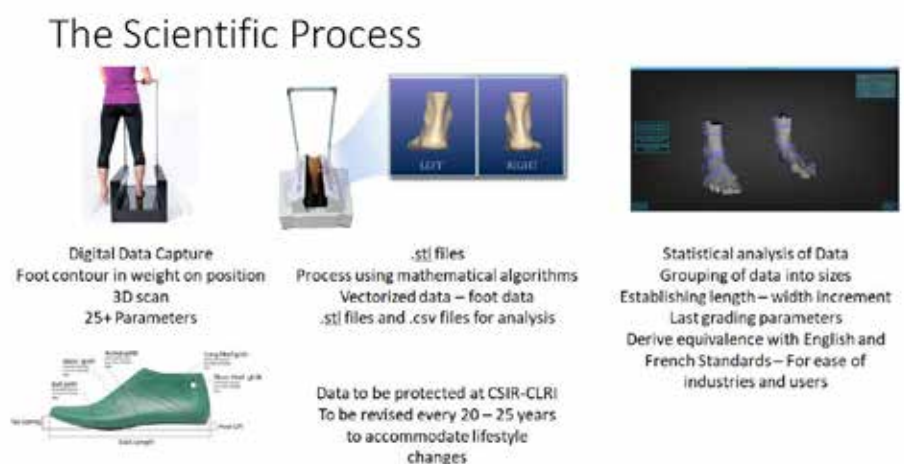 The Scientific Process
LEFT
RIGHT
Digital Data Capture
Foot contour in weight on position
3D scan
25+ Parameters
.stl files
Process using mathematical algorithms
Vectorized data – foot data
.stl files and .csv files for analysis
Statistical analysis of Data
Grouping of data into sizes
Establishing length – width increment
Last grading parameters
Derive equivalence with English and
French Standards – For ease of
industries and users
Data to be protected at CSIR-CLRI
To be revised every 20 – 25 years
to accommodate lifestyle
changes